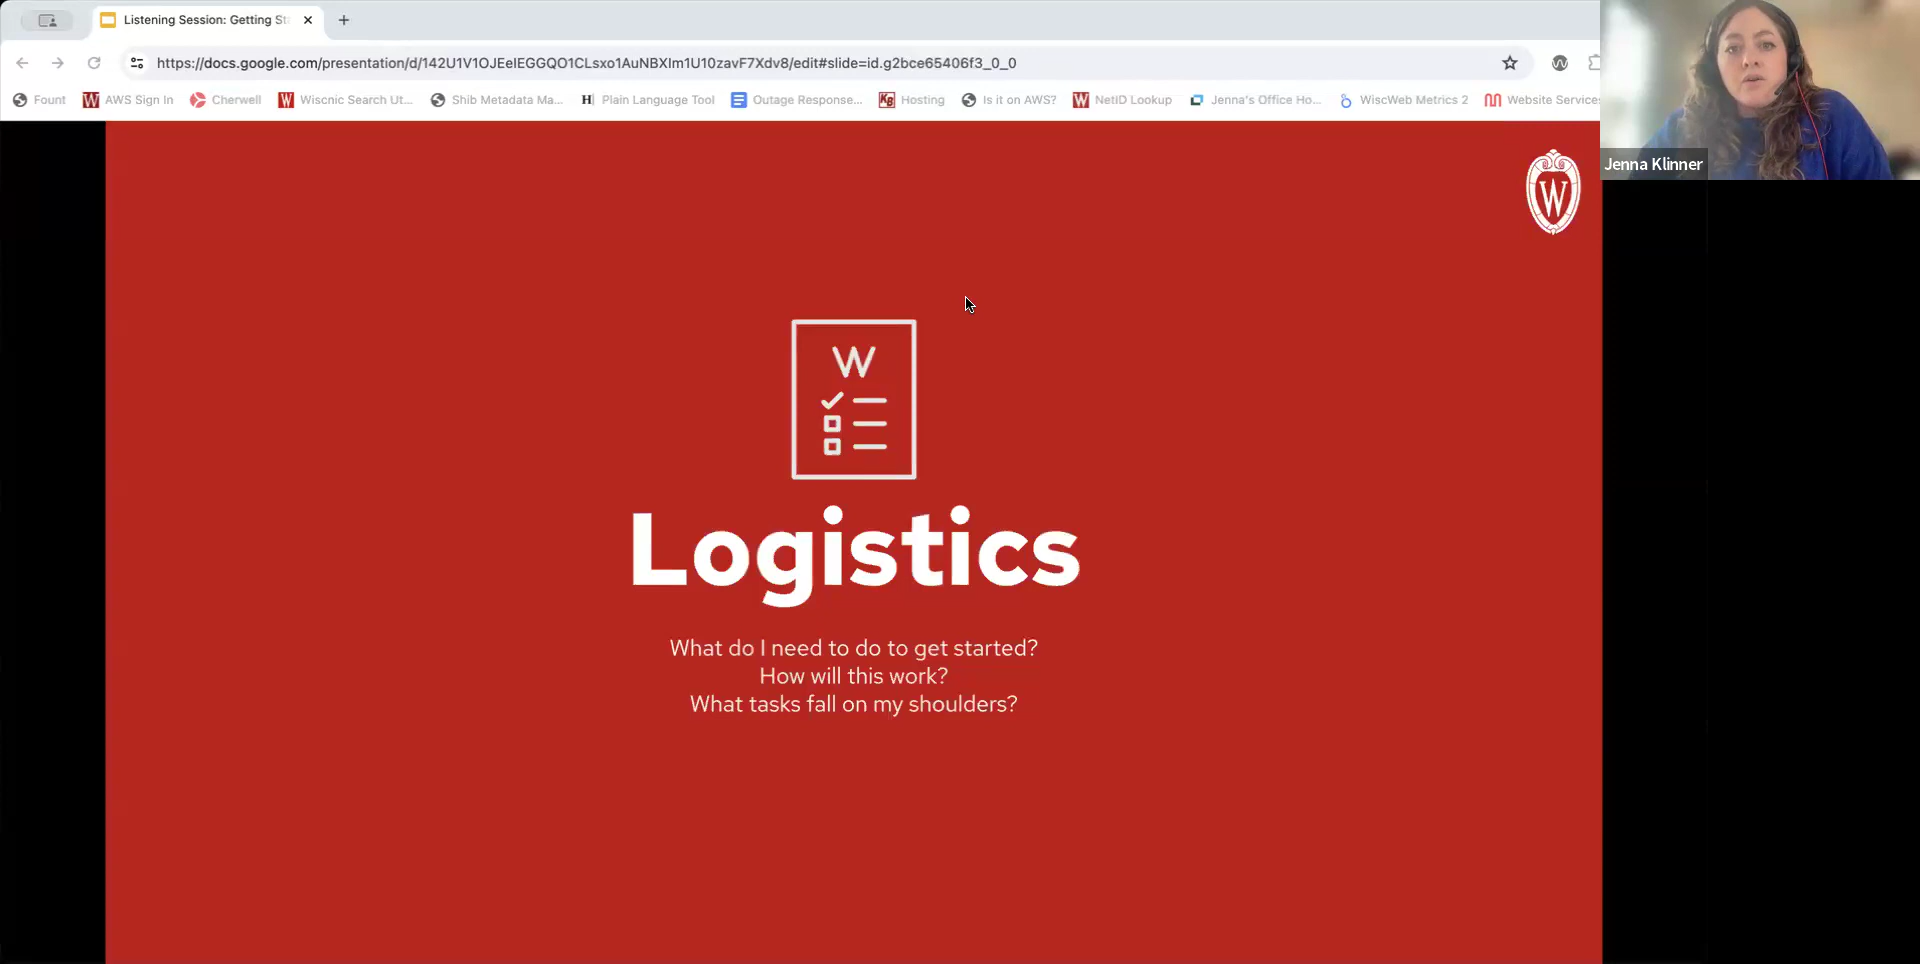 Listening Session: Getting St
https://docs.google.com/presentation/d/142U1V1OJEeIEGGQO1CLsxo1AuNBXIm1U10zavF7Xdv8/edit#slide=id.g2bce65406f3_0_0
Fount AWS Sign In Cherwell Wiscnic Search Ut... Shib Metadata Ma... Plain Language Tool Outage Response... Hosting Is it on AWS? NetID Lookup Jenna's Office Ho... WiscWeb Metrics 2 Website Services
Jenna Klinner
W
W
Logistics
What do I need to do to get started?
How will this work?
What tasks fall on my shoulders?